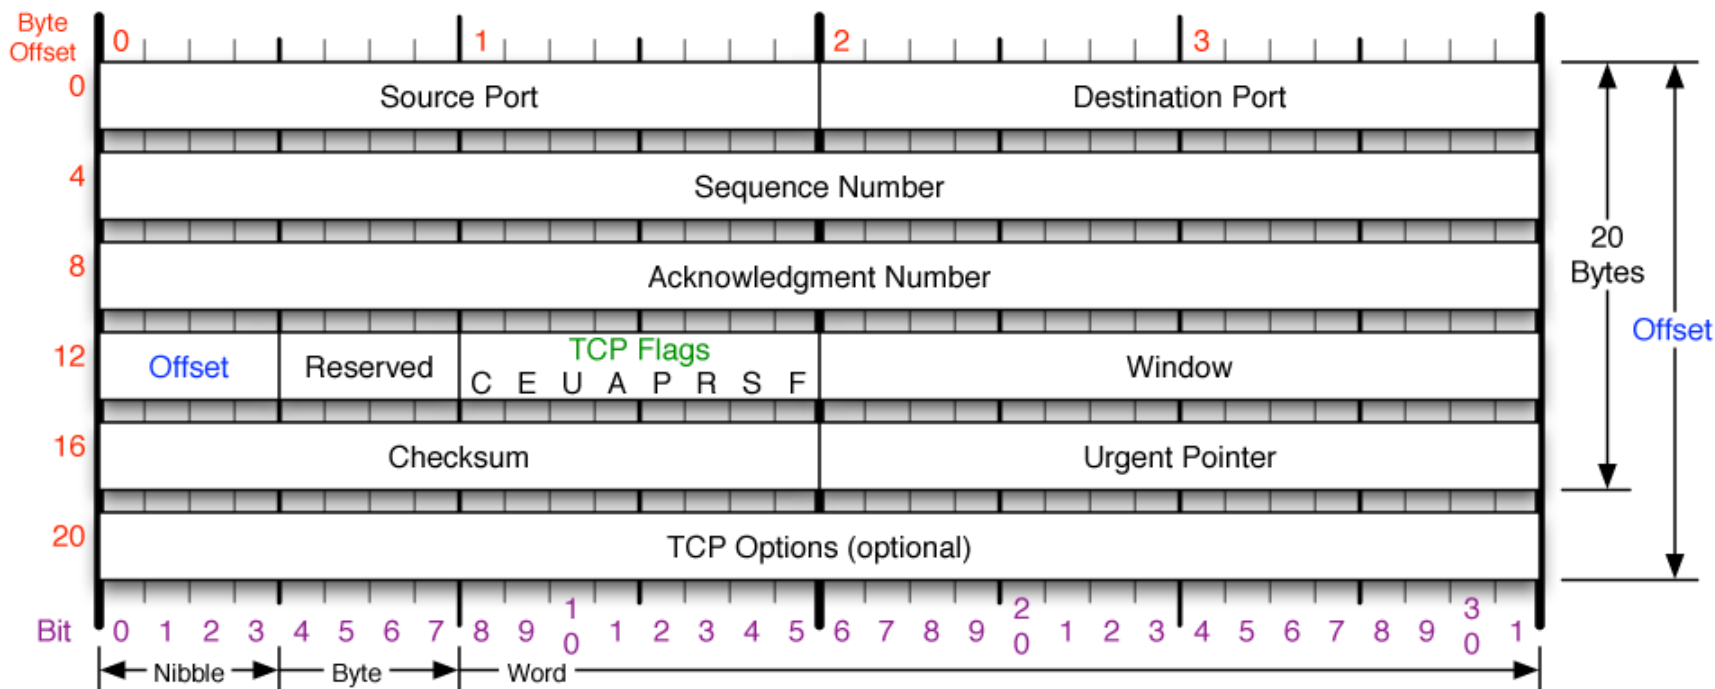 Byte
Offset
0 1 2 3
0
Source Port Destination Port
4
Sequence Number
8
Acknowledgment Number
20
Bytes
Offset
12
Offset Reserved TCP Flags Window
C E U A P R S F
16
Checksum Urgent Pointer
20
TCP Options (optional)
Bit 0 1 2 3 4 5 6 7 8 9 10 1 2 3 4 5 6 7 8 9 20 1 2 3 4 5 6 7 8 9 30 1
Nibble Byte Word